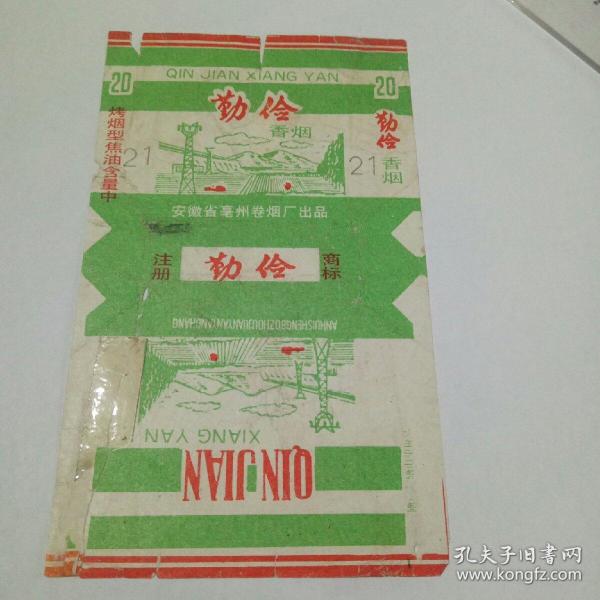 20
QIN JIAN XIANG YAN
20
勤俭
香烟
勤俭
香烟
烤烟型焦油含量中
21
21
安徽省亳州卷烟厂出品
注册
勤俭
商标
ANHUISHENGBOZHOUJUANYANYANCHANG
XIANG YAN
QIN JIAN
孔夫子旧书网
www.kongfz.com